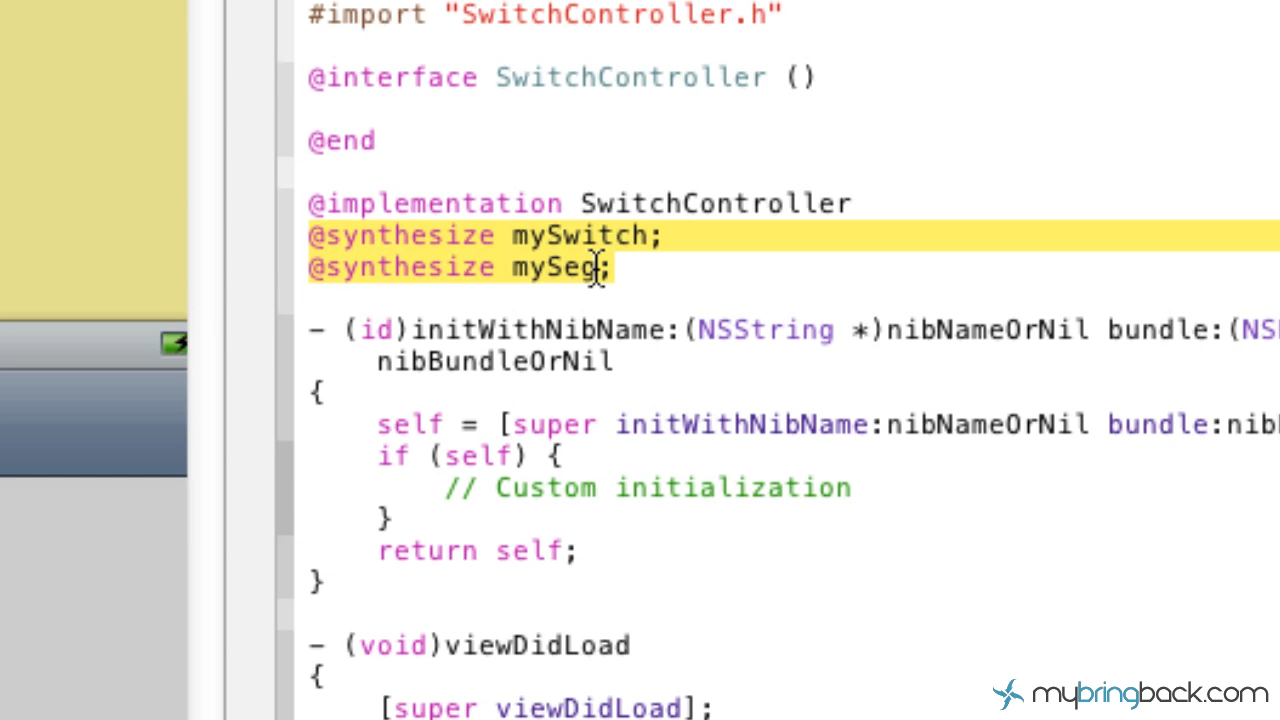 #import "SwitchController.h"
@interface SwitchController ()
@end
@implementation SwitchController
@synthesize mySwitch;
@synthesize mySeg;
- (id)initWithNibName:(NSString *)nibNameOrNil bundle:(NS
nibBundleOrNil
{
self = [super initWithNibName:nibNameOrNil bundle:nib
if (self) {
// Custom initialization
}
return self;
}
- (void)viewDidLoad
{
[super viewDidLoad];
mybringback.com